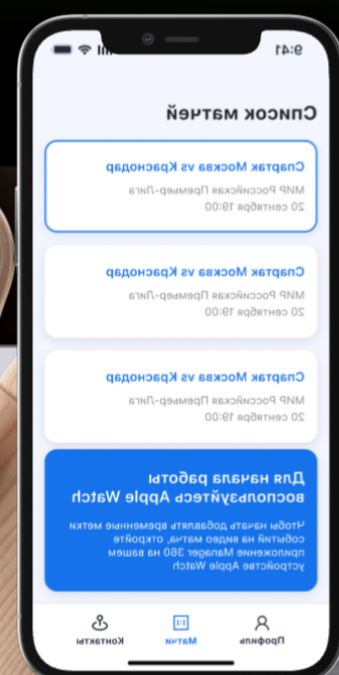 9:41
Список матчей
Спартак Москва vs Краснодар
МИР Российская Премьер-Лига
20 сентября 19:00
Спартак Москва vs Краснодар
МИР Российская Премьер-Лига
20 сентября 19:00
Спартак Москва vs Краснодар
МИР Российская Премьер-Лига
20 сентября 19:00
Для начала работы
воспользуйтесь Apple Watch
Чтобы начать добавлять временные метки
событий на видео матча, откройте
приложение Manager 360 на вашем
устройстве Apple Watch
Профиль
Матчи
Контакты